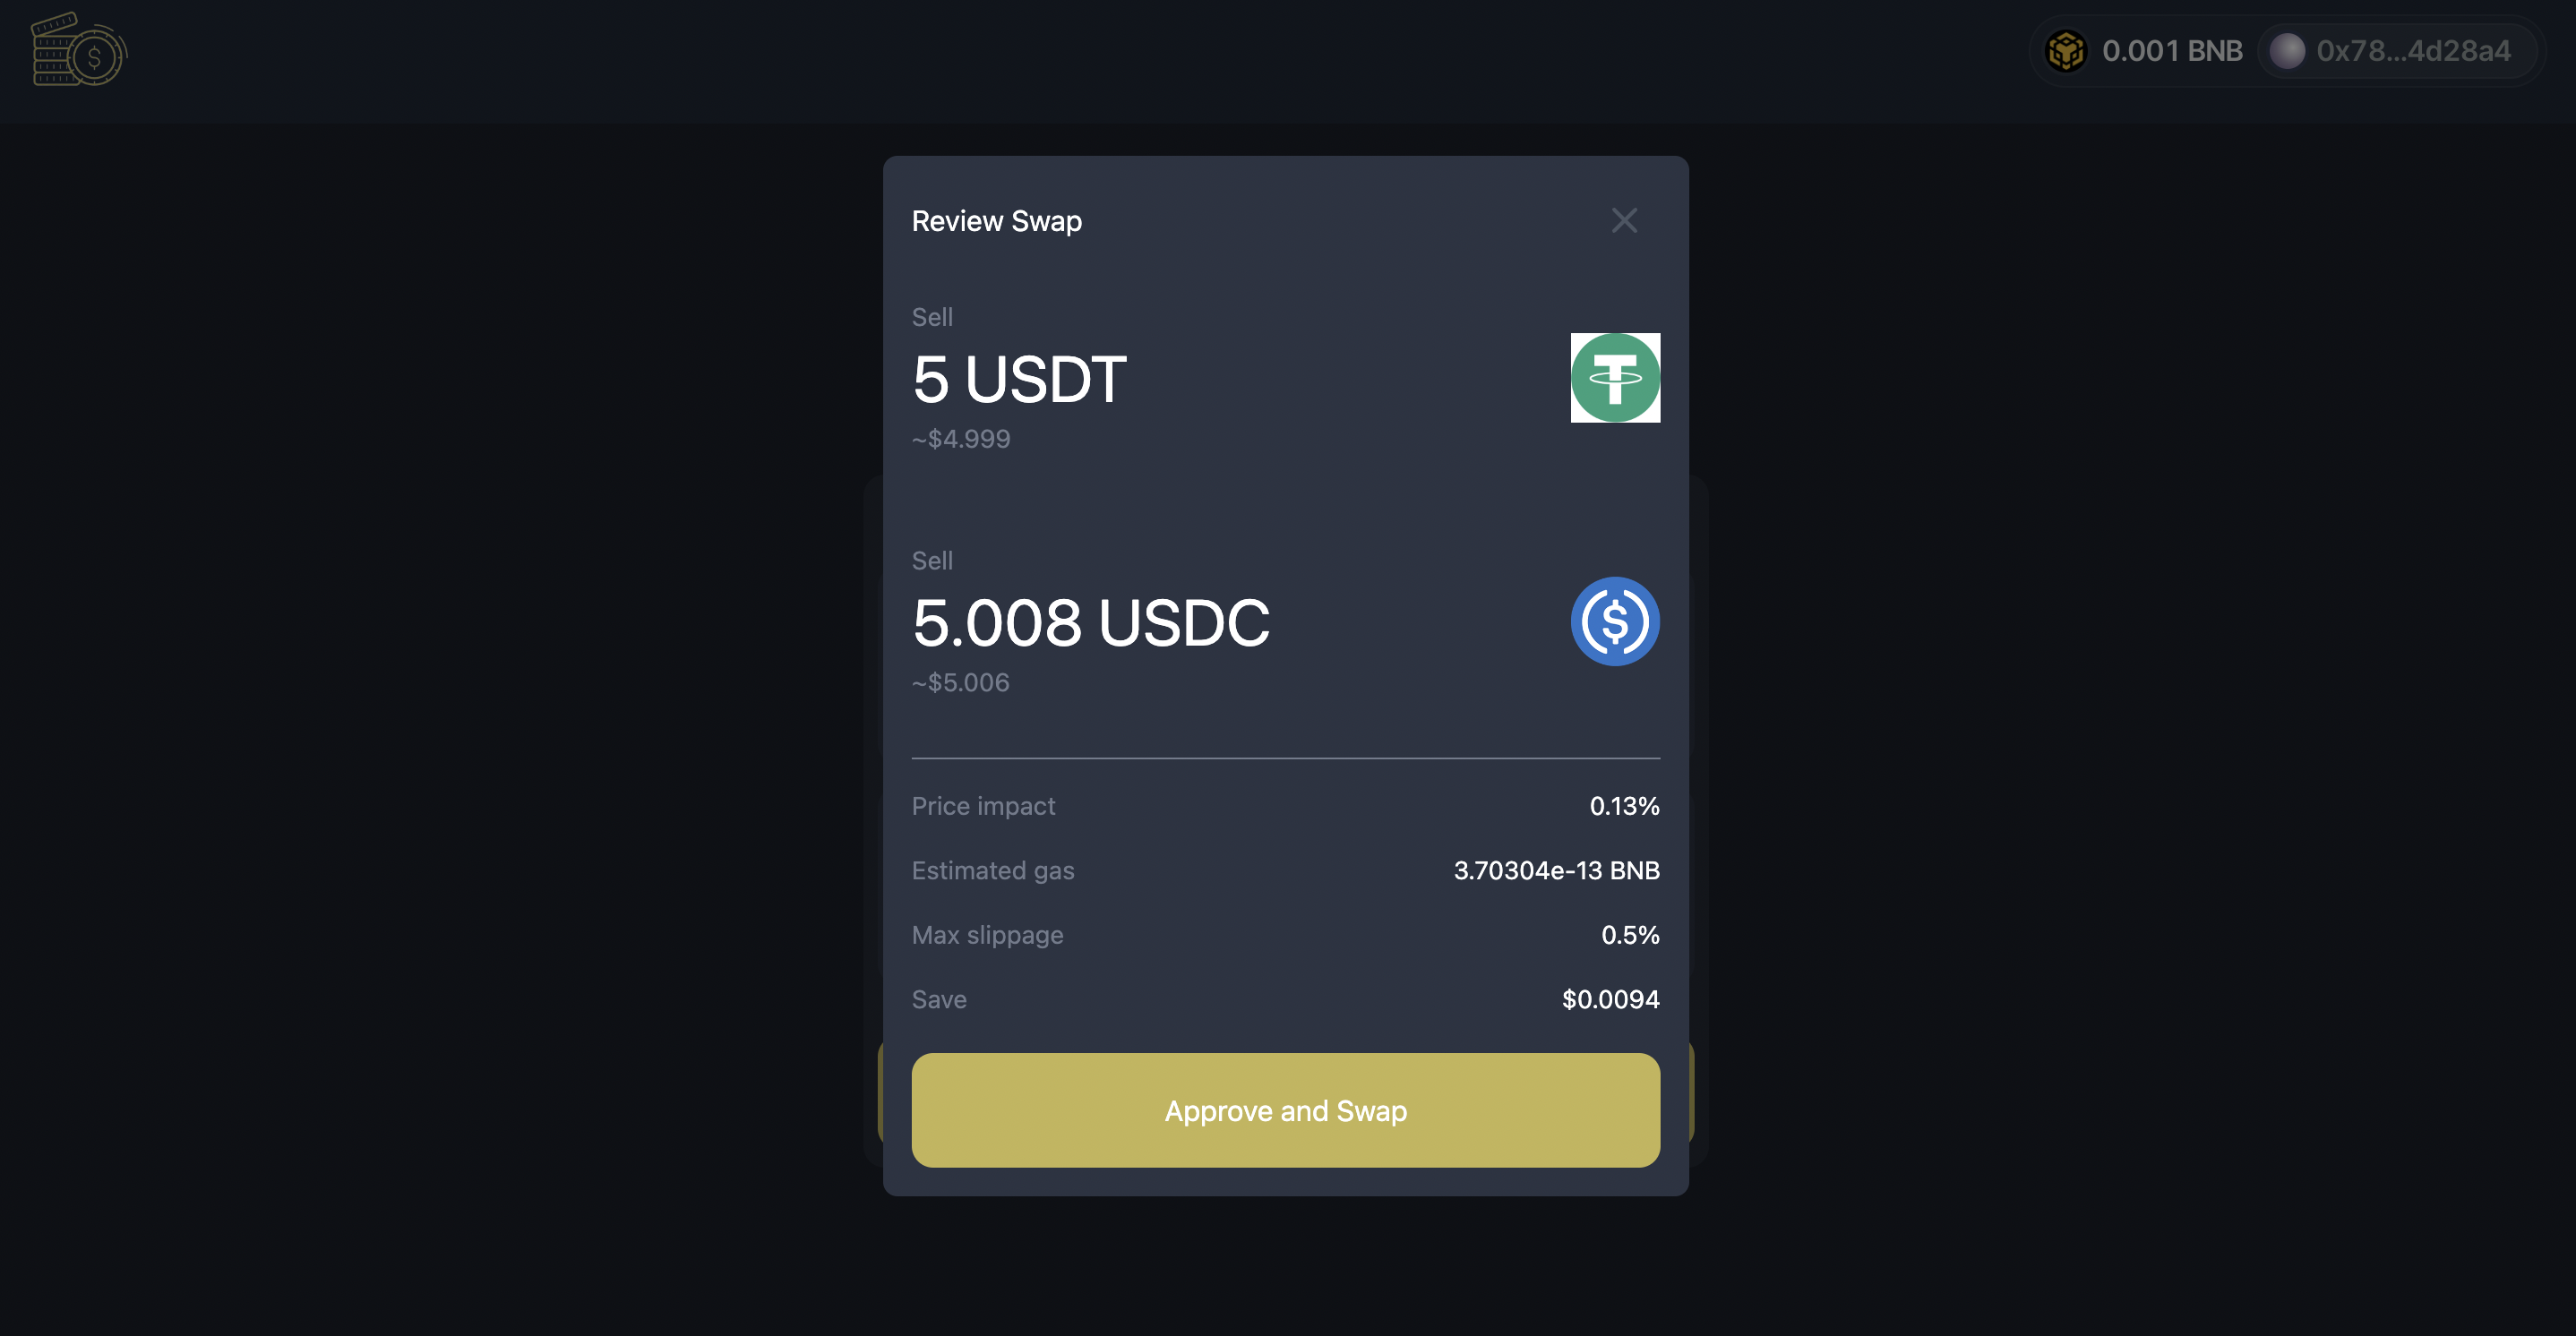 0.001 BNB 0x78...4d28a4
Review Swap
Sell
5 USDT
~$4.999
Sell
5.008 USDC
~$5.006
Price impact 0.13%
Estimated gas 3.70304e-13 BNB
Max slippage 0.5%
Save $0.0094
Approve and Swap